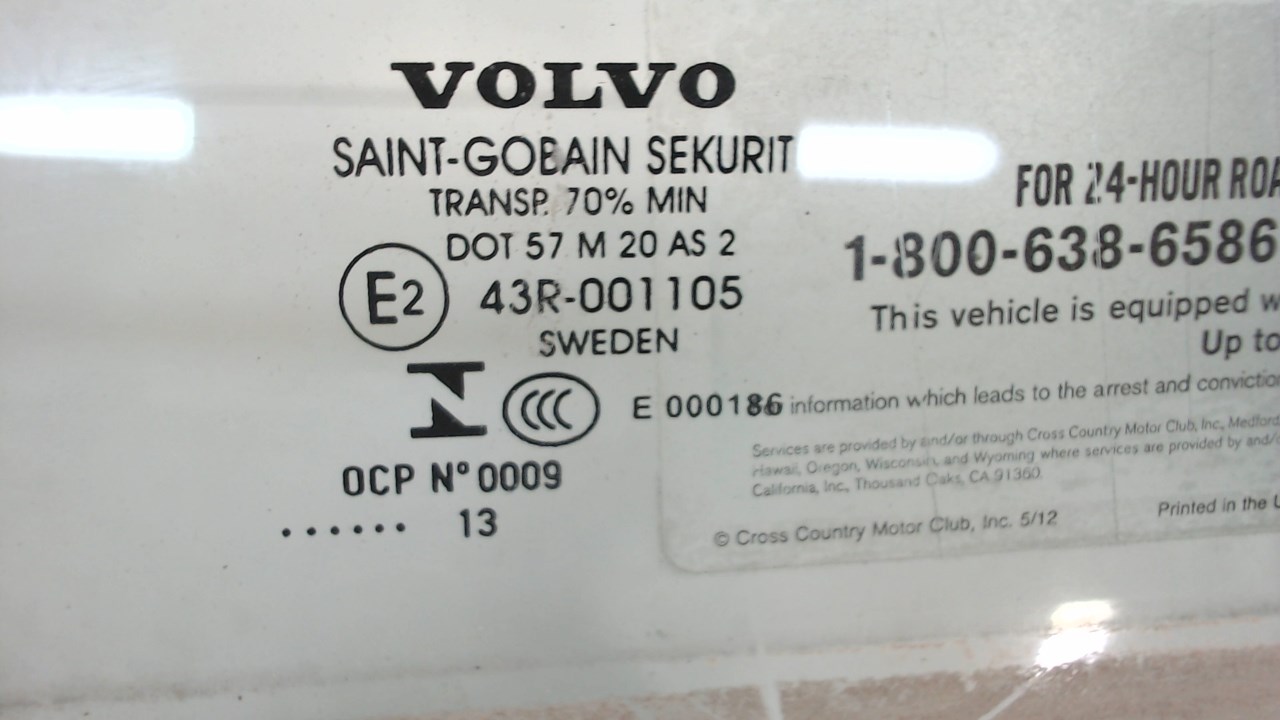 VOLVO
SAINT-GOBAIN SEKURIT
TRANSP. 70% MIN
DOT 57 M 20 AS 2
E2 43R-001105
SWEDEN
CCC E 000186
OCP Nº 0009
...... 13
FOR 24-HOUR ROA
1-800-638-6586
This vehicle is equipped w
Up to
information which leads to the arrest and convictio
Services are provided by and/or through Cross Country Motor Club, Inc., Medford,
Hawaii, Oregon, Wisconsin, and Wyoming where services are provided by and/
California, Inc., Thousand Oaks, CA 91360.
© Cross Country Motor Club, Inc. 5/12
Printed in the U